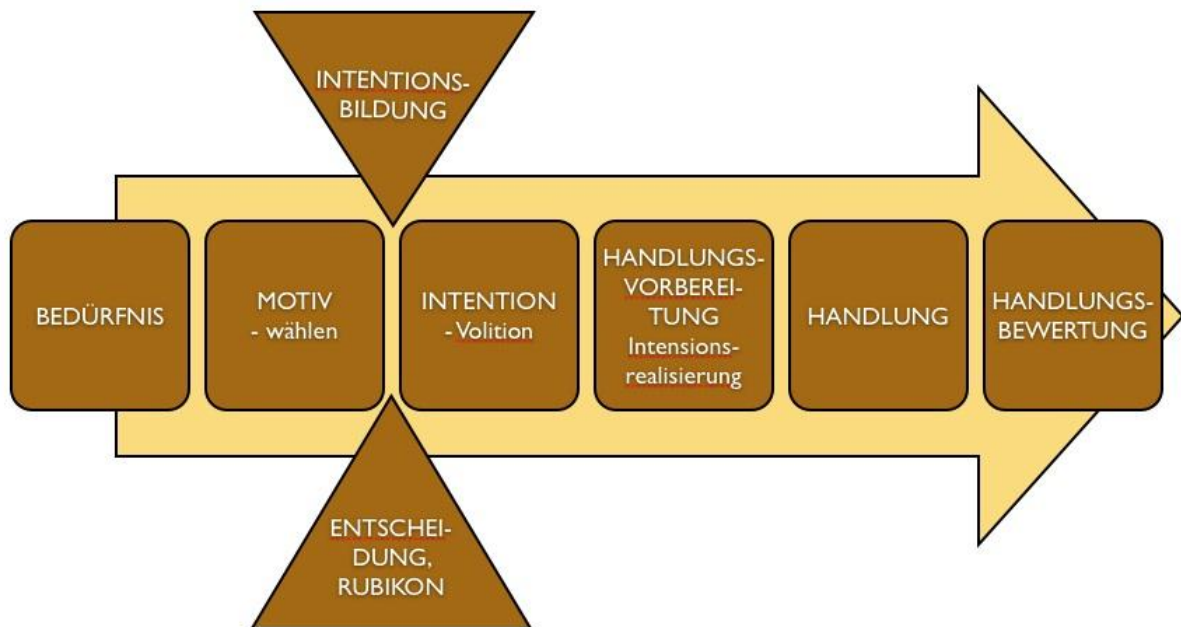 INTENTIONS-
BILDUNG
BEDÜRFNIS
MOTIV
- wählen
INTENTION
- Volition
HANDLUNGS-
VORBEREI-
TUNG
Intensions-
realisierung
HANDLUNG
HANDLUNGS-
BEWERTUNG
ENTSCHEI-
DUNG,
RUBIKON